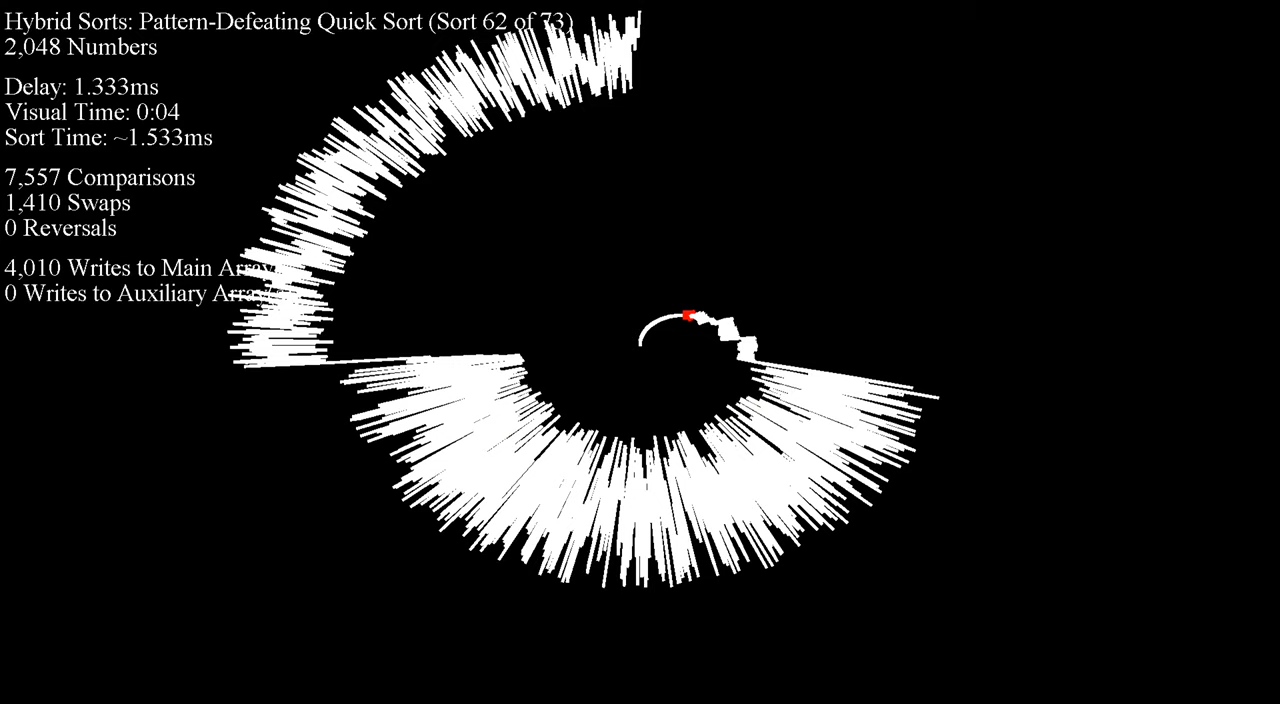 Hybrid Sorts: Pattern-Defeating Quick Sort (Sort 62 of 73)
2,048 Numbers
Delay: 1.333ms
Visual Time: 0:04
Sort Time: ~1.533ms
7,557 Comparisons
1,410 Swaps
0 Reversals
4,010 Writes to Main Array
0 Writes to Auxiliary Array